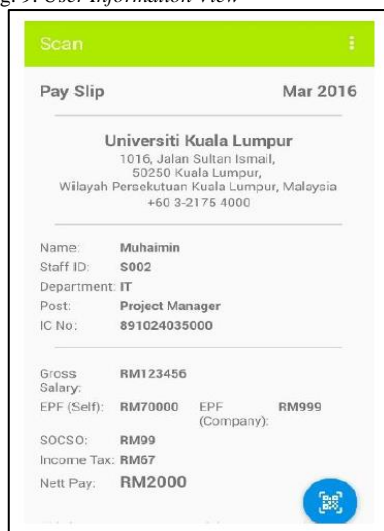 g. 9. User Information View
Scan
Pay Slip Mar 2016
Universiti Kuala Lumpur
1016, Jalan Sultan Ismail,
50250 Kuala Lumpur,
Wilayah Persekutuan Kuala Lumpur, Malaysia
+60 3-2175 4000
Name: Muhaimin
Staff ID: S002
Department: IT
Post: Project Manager
IC No: 891024035000
Gross Salary: RM123456
EPF (Self): RM70000 EPF (Company): RM999
SOCSO: RM99
Income Tax: RM67
Nett Pay: RM2000